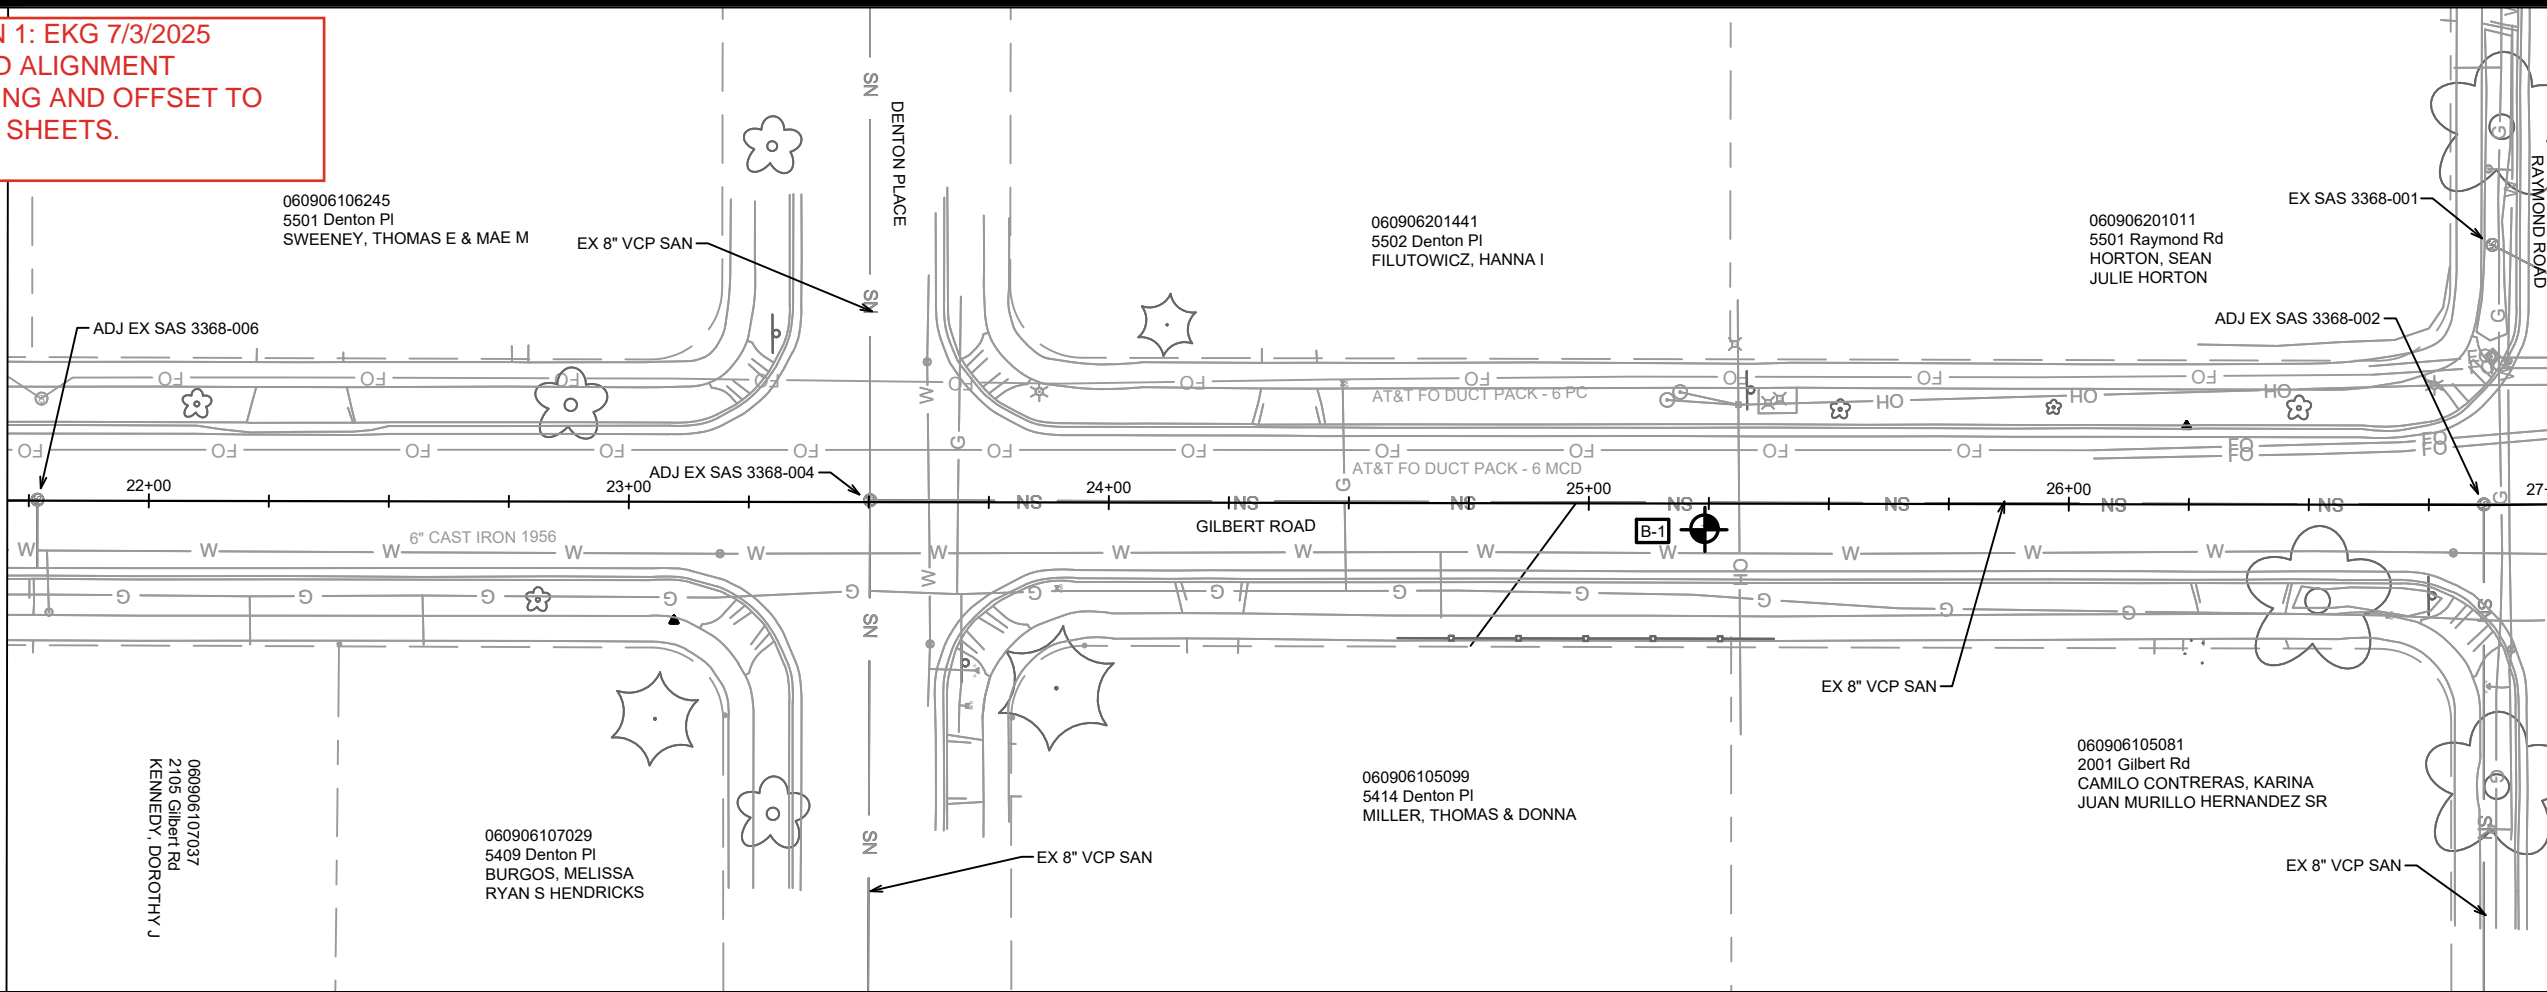 N 1: EKG 7/3/2025
D ALIGNMENT
NG AND OFFSET TO
SHEETS.
060906106245
5501 Denton Pl
SWEENEY, THOMAS E & MAE M
EX 8" VCP SAN
DENTON PLACE
060906201441
5502 Denton Pl
FILUTOWICZ, HANNA I
060906201011
5501 Raymond Rd
HORTON, SEAN
JULIE HORTON
EX SAS 3368-001
RAYMOND ROAD
ADJ EX SAS 3368-006
ADJ EX SAS 3368-002
AT&T FO DUCT PACK - 6 PC
AT&T FO DUCT PACK - 6 MCD
ADJ EX SAS 3368-004
22+00
23+00
24+00
25+00
26+00
27+
6" CAST IRON 1956
GILBERT ROAD
B-1
EX 8" VCP SAN
060906107037
2105 Gilbert Rd
KENNEDY, DOROTHY J
060906107029
5409 Denton Pl
BURGOS, MELISSA
RYAN S HENDRICKS
EX 8" VCP SAN
060906105099
5414 Denton Pl
MILLER, THOMAS & DONNA
060906105081
2001 Gilbert Rd
CAMILO CONTRERAS, KARINA
JUAN MURILLO HERNANDEZ SR
EX 8" VCP SAN